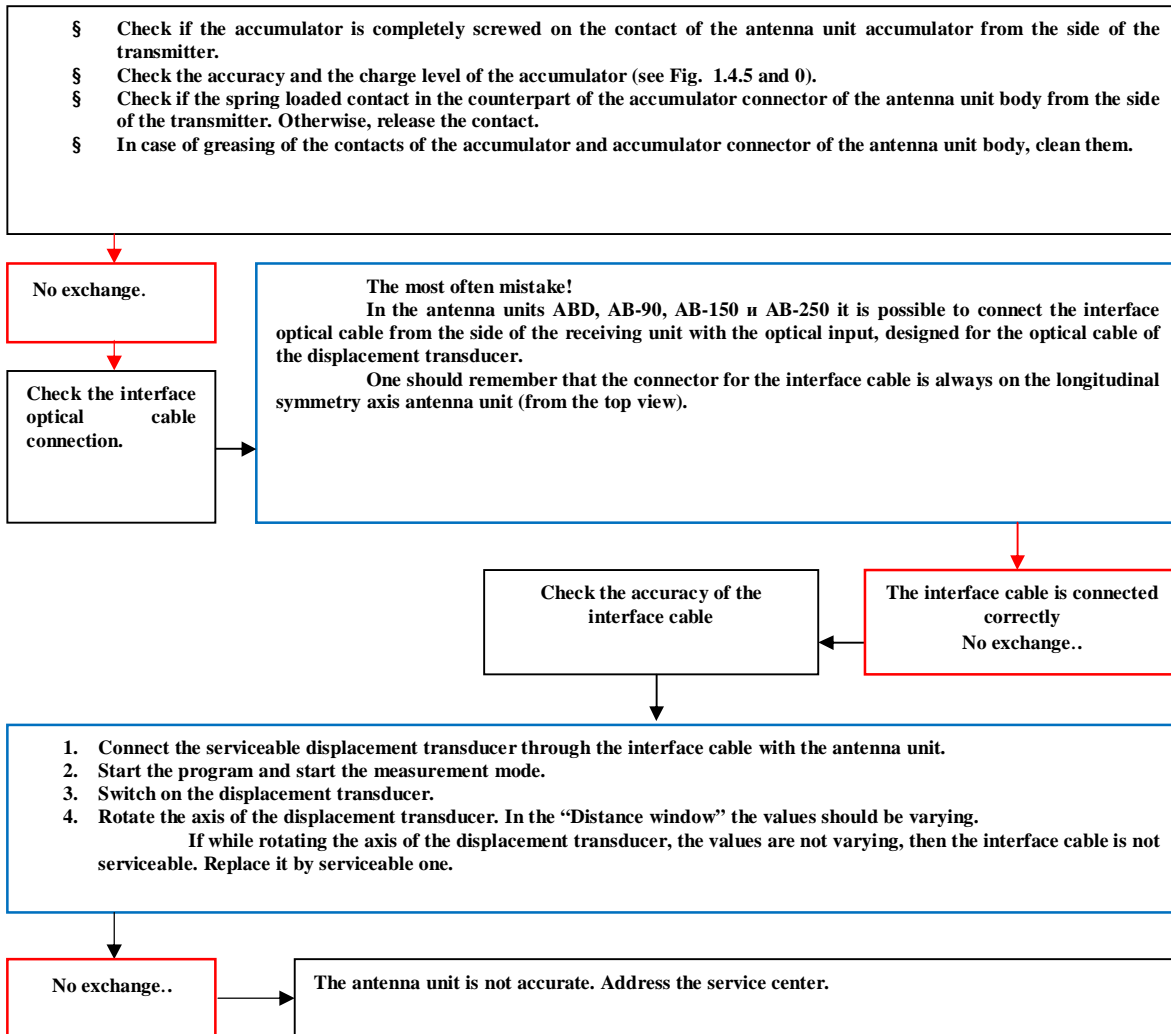 § Check if the accumulator is completely screwed on the contact of the antenna unit accumulator from the side of the
transmitter.
§ Check the accuracy and the charge level of the accumulator (see Fig. 1.4.5 and 0).
§ Check if the spring loaded contact in the counterpart of the accumulator connector of the antenna unit body from the side
of the transmitter. Otherwise, release the contact.
§ In case of greasing of the contacts of the accumulator and accumulator connector of the antenna unit body, clean them.
No exchange.
The most often mistake!
In the antenna units ABD, AB-90, AB-150 и AB-250 it is possible to connect the interface
optical cable from the side of the receiving unit with the optical input, designed for the optical cable
of the displacement transducer.
One should remember that the connector for the interface cable is always on the longitudinal
symmetry axis antenna unit (from the top view).
Check the interface
optical cable
connection.
Check the accuracy of the
interface cable
The interface cable is connected
correctly
No exchange..
1. Connect the serviceable displacement transducer through the interface cable with the antenna unit.
2. Start the program and start the measurement mode.
3. Switch on the displacement transducer.
4. Rotate the axis of the displacement transducer. In the “Distance window” the values should be varying.
If while rotating the axis of the displacement transducer, the values are not varying, then the interface cable is not
serviceable. Replace it by serviceable one.
No exchange..
The antenna unit is not accurate. Address the service center.